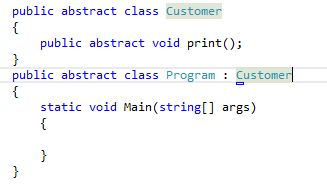 public abstract class Customer
{
public abstract void print();
}
public abstract class Program : Customer
{
static void Main(string[] args)
{
}
}